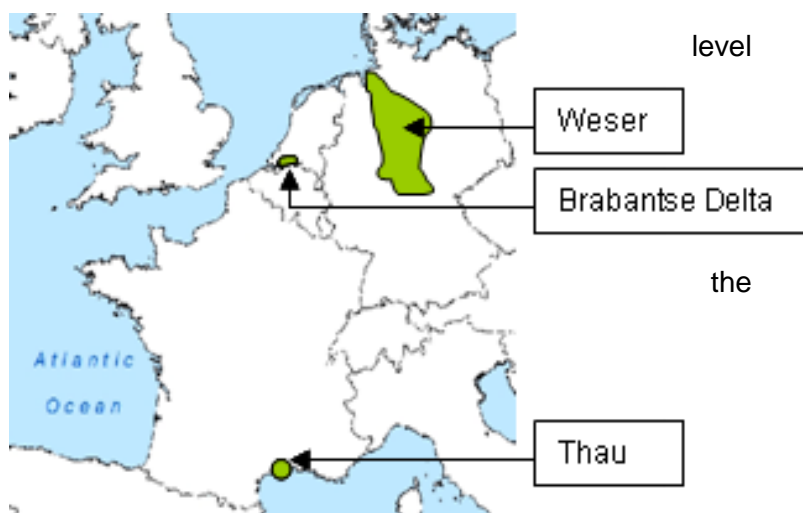 level
Weser
Brabantse Delta
the
Atlantic
Ocean
Thau